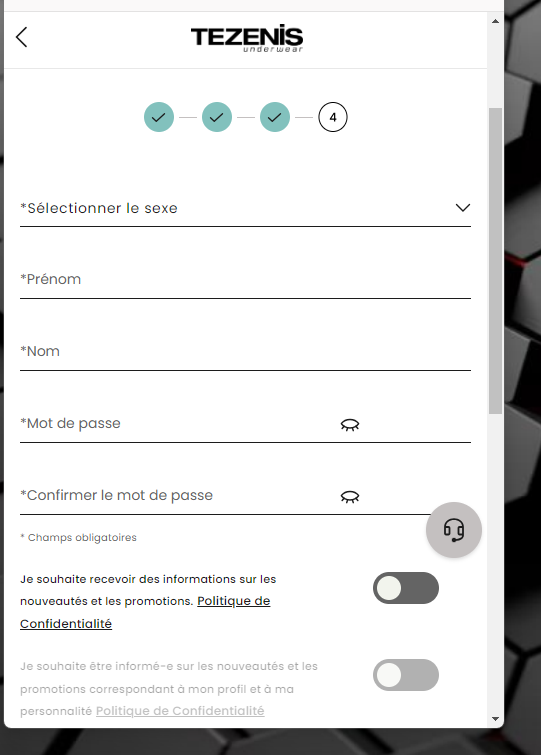 TEZENIS
underwear
4
*Sélectionner le sexe
*Prénom
*Nom
*Mot de passe
*Confirmer le mot de passe
* Champs obligatoires
Je souhaite recevoir des informations sur les
nouveautés et les promotions. Politique de
Confidentialité
Je souhaite être informé-e sur les nouveautés et les
promotions correspondant à mon profil et à ma
personnalité Politique de Confidentialité